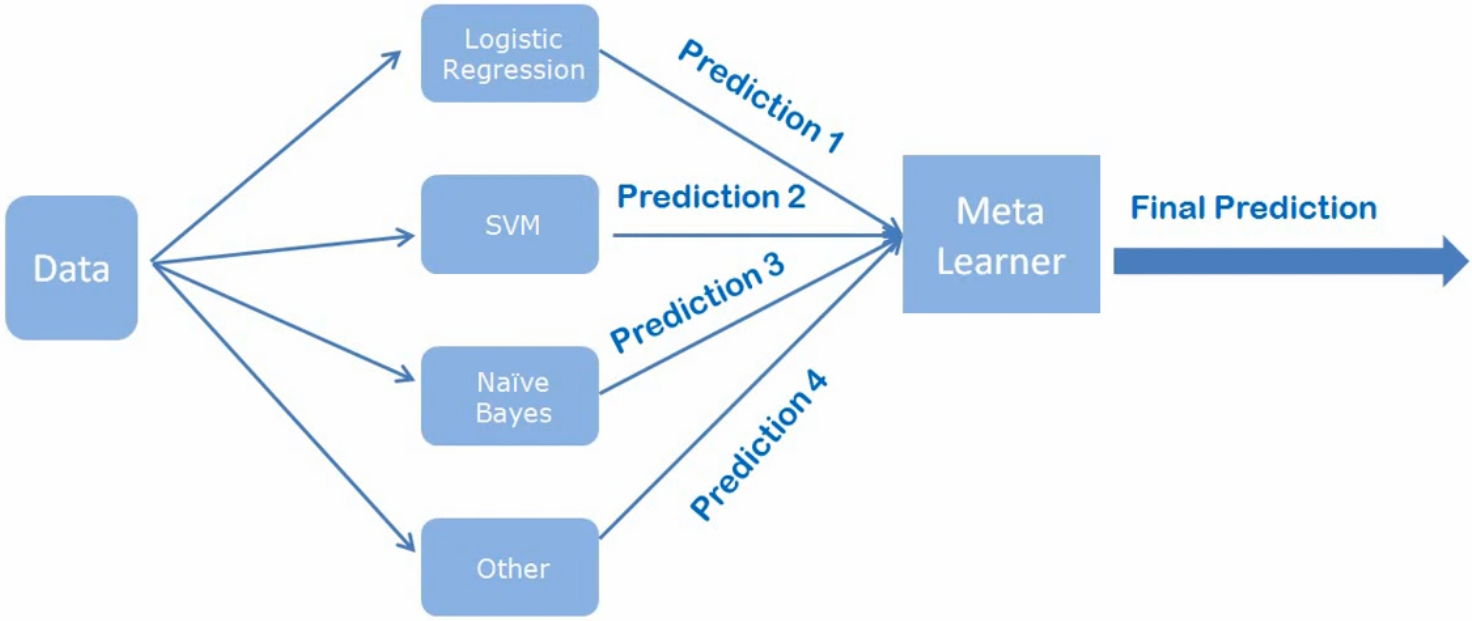 Data
Logistic
Regression
SVM
Naïve
Bayes
Other
Prediction 1
Prediction 2
Prediction 3
Prediction 4
Meta
Learner
Final Prediction